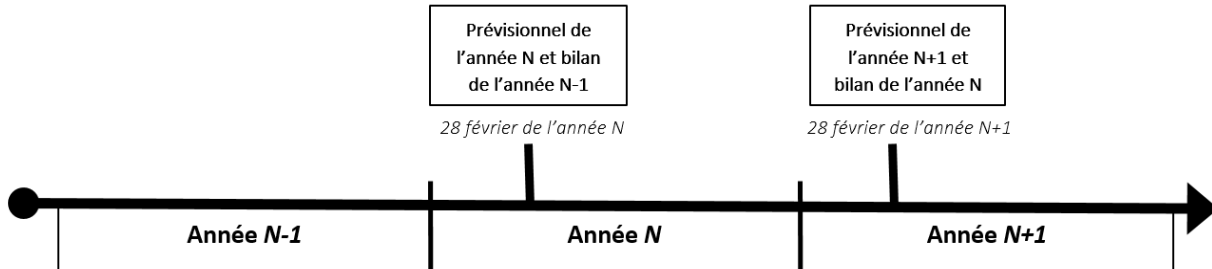 Prévisionnel de
l’année N et bilan
de l’année N-1
28 février de l’année N
Prévisionnel de
l’année N+1 et
bilan de l’année N
28 février de l’année N+1
Année N-1
Année N
Année N+1